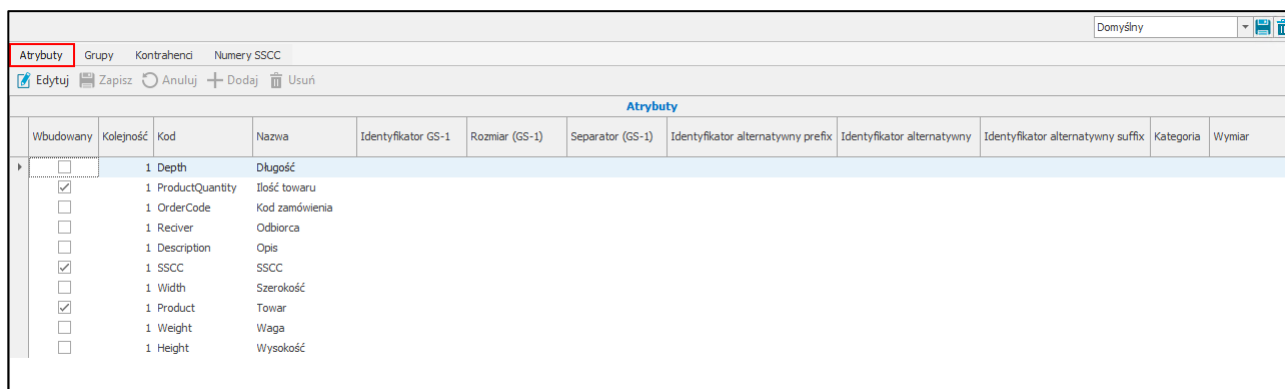 Domyślny
Atrybuty Grupy Kontrahenci Numery SSCC
Edytuj Zapisz Anuluj Dodaj Usuń
Atrybuty
Wbudowany Kolejność Kod Nazwa Identyfikator GS-1 Rozmiar (GS-1) Separator (GS-1) Identyfikator alternatywny prefix Identyfikator alternatywny Identyfikator alternatywny suffix Kategoria Wymiar
1 Depth Długość
1 ProductQuantity Ilość towaru
1 OrderCode Kod zamówienia
1 Reciver Odbiorca
1 Description Opis
1 SSCC SSCC
1 Width Szerokość
1 Product Towar
1 Weight Waga
1 Height Wysokość